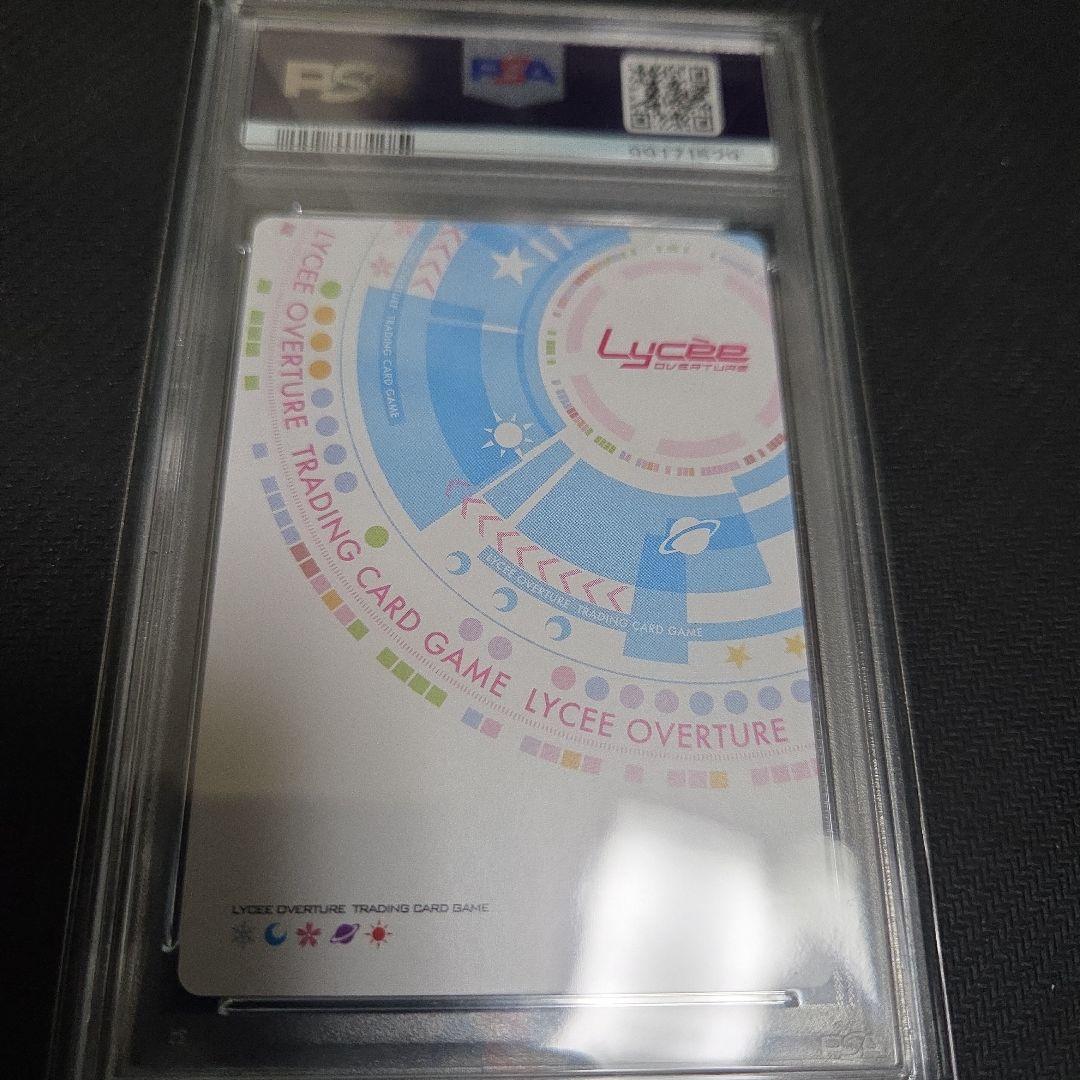 PSA
LYCEE OVERTURE TRADING CARD GAME LYCEE OVERTURE
TRADING CARD GAME
Lycèe
OVERTURE
LYCEE OVERTURE TRADING CARD GAME
LYCEE OVERTURE TRADING CARD GAME
PSA